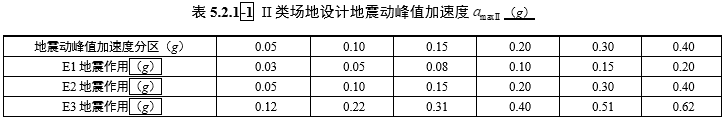 表 5.2.1-1 II类场地设计地震动峰值加速度 amaxII（g）
地震动峰值加速度分区（g） 0.05 0.10 0.15 0.20 0.30 0.40
E1 地震作用（g） 0.03 0.05 0.08 0.10 0.15 0.20
E2 地震作用（g） 0.05 0.10 0.15 0.20 0.30 0.40
E3 地震作用（g） 0.12 0.22 0.31 0.40 0.51 0.62